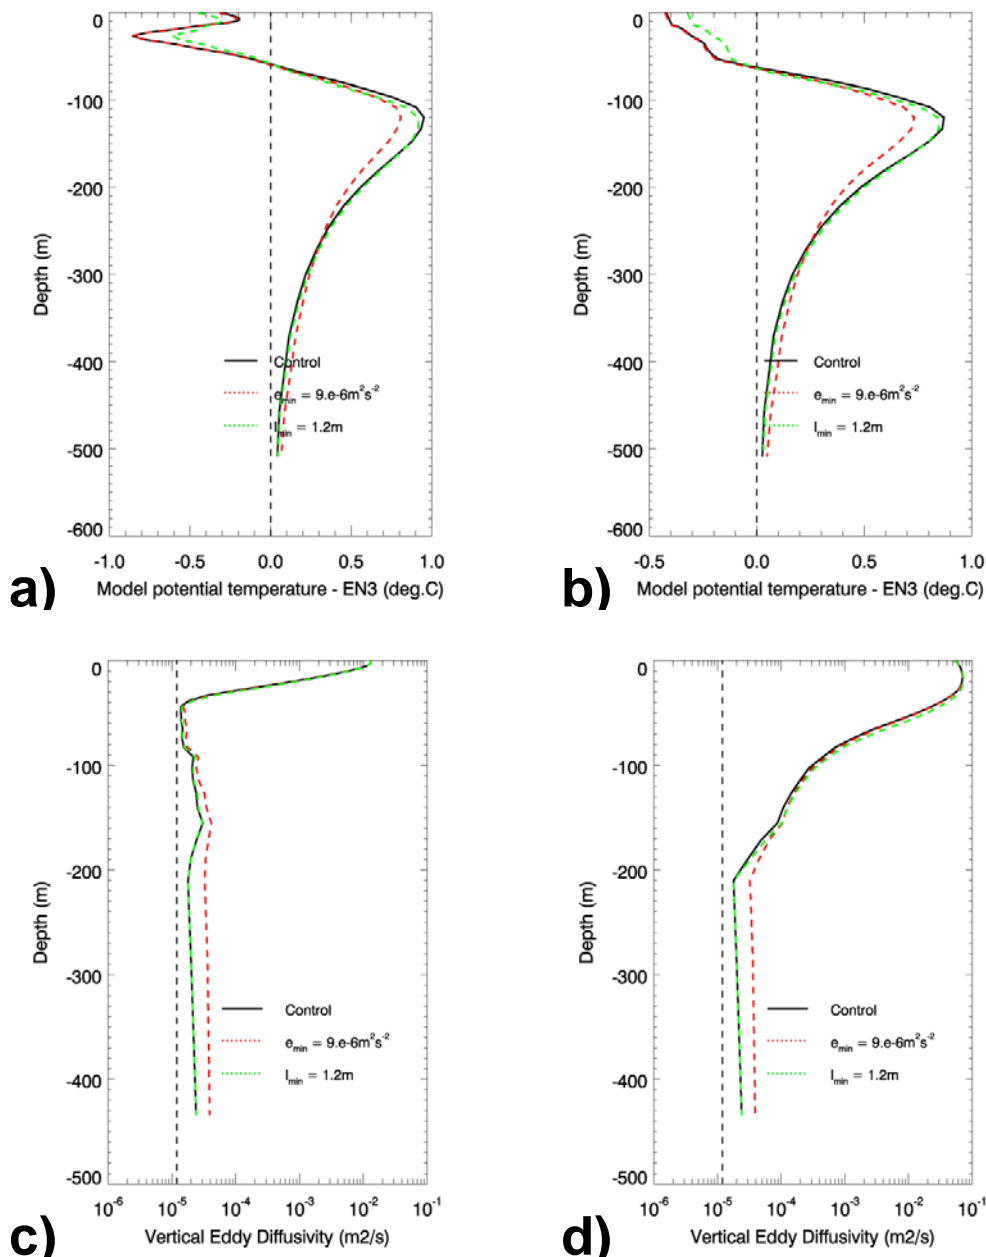 0
-100
-200
-300
-400
-500
-600
Depth (m)
Control
e_min = 9.e-6m²s⁻²
l_min = 1.2m
-1.0 -0.5 0.0 0.5 1.0
Model potential temperature - EN3 (deg.C)
a)
0
-100
-200
-300
-400
-500
-600
Depth (m)
Control
e_min = 9.e-6m²s⁻²
l_min = 1.2m
-0.5 0.0 0.5 1.0
Model potential temperature - EN3 (deg.C)
b)
0
-100
-200
-300
-400
-500
Depth (m)
Control
e_min = 9.e-6m²s⁻²
l_min = 1.2m
10⁻⁶ 10⁻⁵ 10⁻⁴ 10⁻³ 10⁻² 10⁻¹
Vertical Eddy Diffusivity (m2/s)
c)
0
-100
-200
-300
-400
-500
Depth (m)
Control
e_min = 9.e-6m²s⁻²
l_min = 1.2m
10⁻⁶ 10⁻⁵ 10⁻⁴ 10⁻³ 10⁻² 10⁻¹
Vertical Eddy Diffusivity (m2/s)
d)